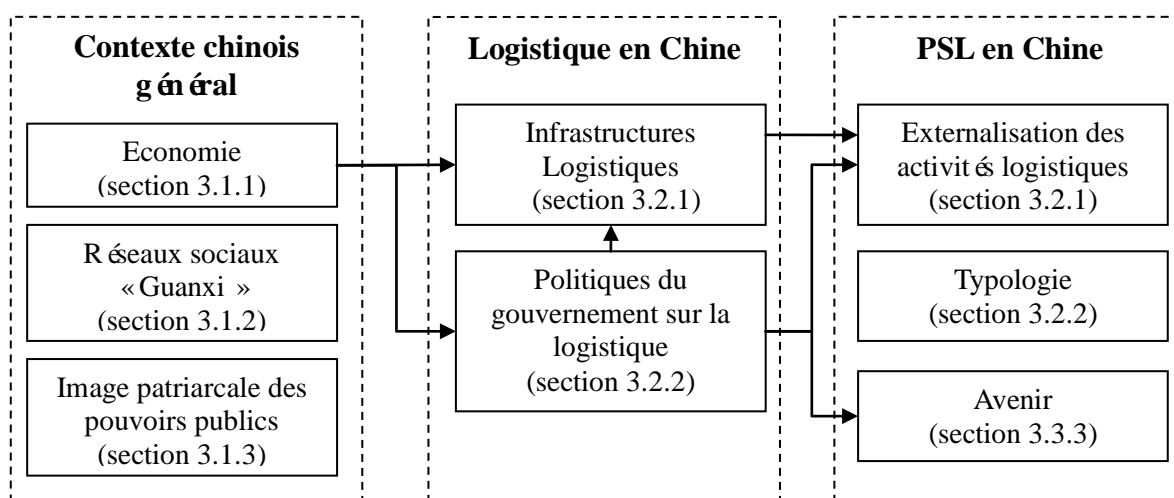 Contexte chinois
général
Economie
(section 3.1.1)
Réseaux sociaux
« Guanxi »
(section 3.1.2)
Image patriarcale des
pouvoirs publics
(section 3.1.3)
Logistique en Chine
Infrastructures
Logistiques
(section 3.2.1)
Politiques du
gouvernement sur la
logistique
(section 3.2.2)
PSL en Chine
Externalisation des
activités logistiques
(section 3.2.1)
Typologie
(section 3.2.2)
Avenir
(section 3.3.3)